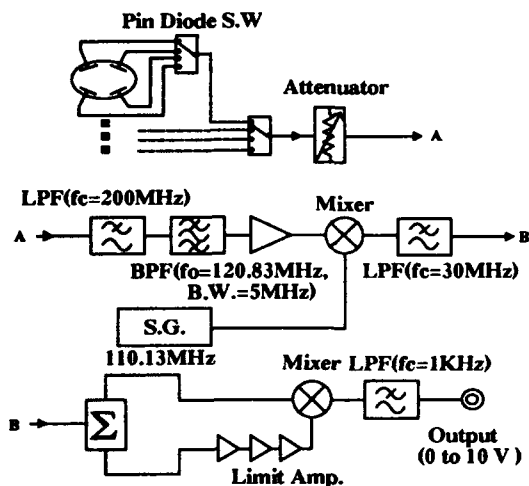 Pin Diode S.W
Attenuator
A
LPF(fc=200MHz)
Mixer
A
B
BPF(fo=120.83MHz,
B.W.=5MHz)
LPF(fc=30MHz)
S.G.
110.13MHz
Mixer LPF(fc=1KHz)
B
Σ
Output
(0 to 10 V)
Limit Amp.